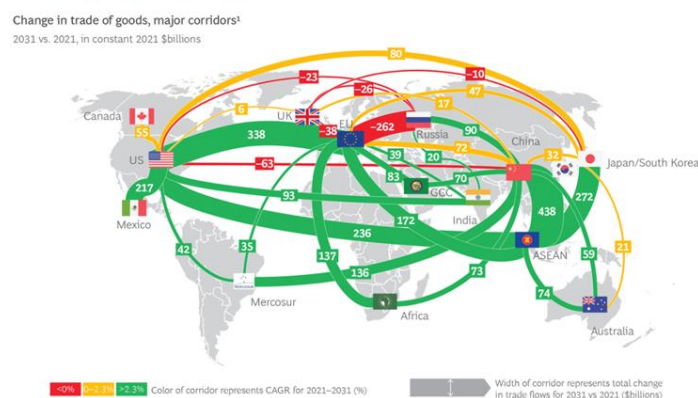 Change in trade of goods, major corridors¹
2031 vs. 2021, in constant 2021 $billions
80
-23
-10
-26
47
Canada
6
17
UK
EU
55
338
-38
-262
Russia
90
China
US
39
20
72
32
Japan/South Korea
-63
83
70
217
93
GCC
272
India
438
Mexico
172
236
42
35
137
ASEAN
59
21
136
73
74
Mercosur
Africa
Australia
<0%
0–2.3%
>2.3%
Color of corridor represents CAGR for 2021–2031 (%)
Width of corridor represents total change
in trade flows for 2031 vs 2021 ($billions)